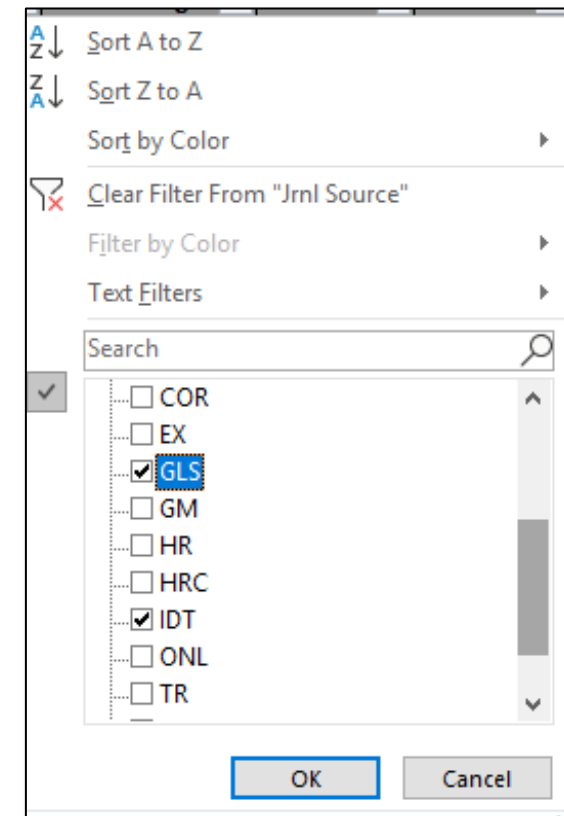 Sort A to Z
Sort Z to A
Sort by Color
Clear Filter From "Jrnl Source"
Filter by Color
Text Filters
Search
COR
EX
GLS
GM
HR
HRC
IDT
ONL
TR
OK Cancel